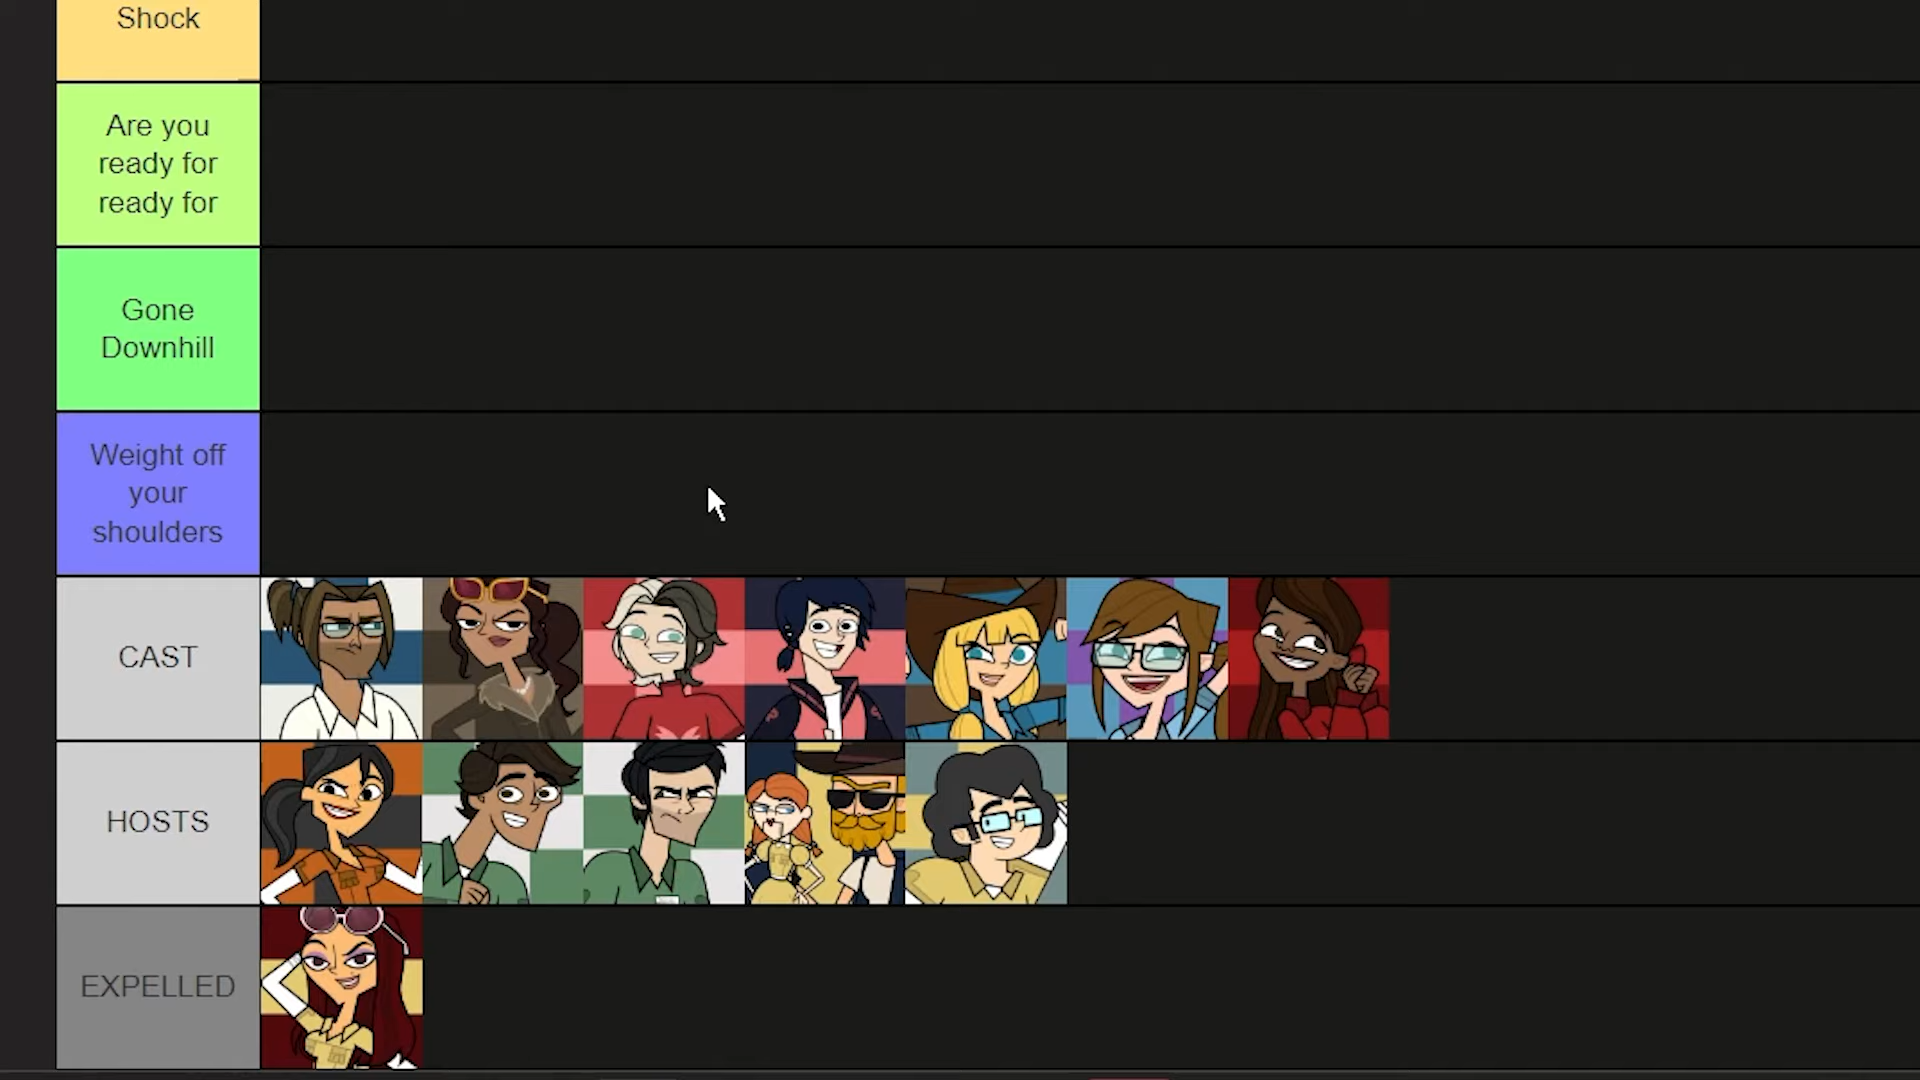 Shock
Are you
ready for
ready for
Gone
Downhill
Weight off
your
shoulders
CAST
HOSTS
EXPELLED